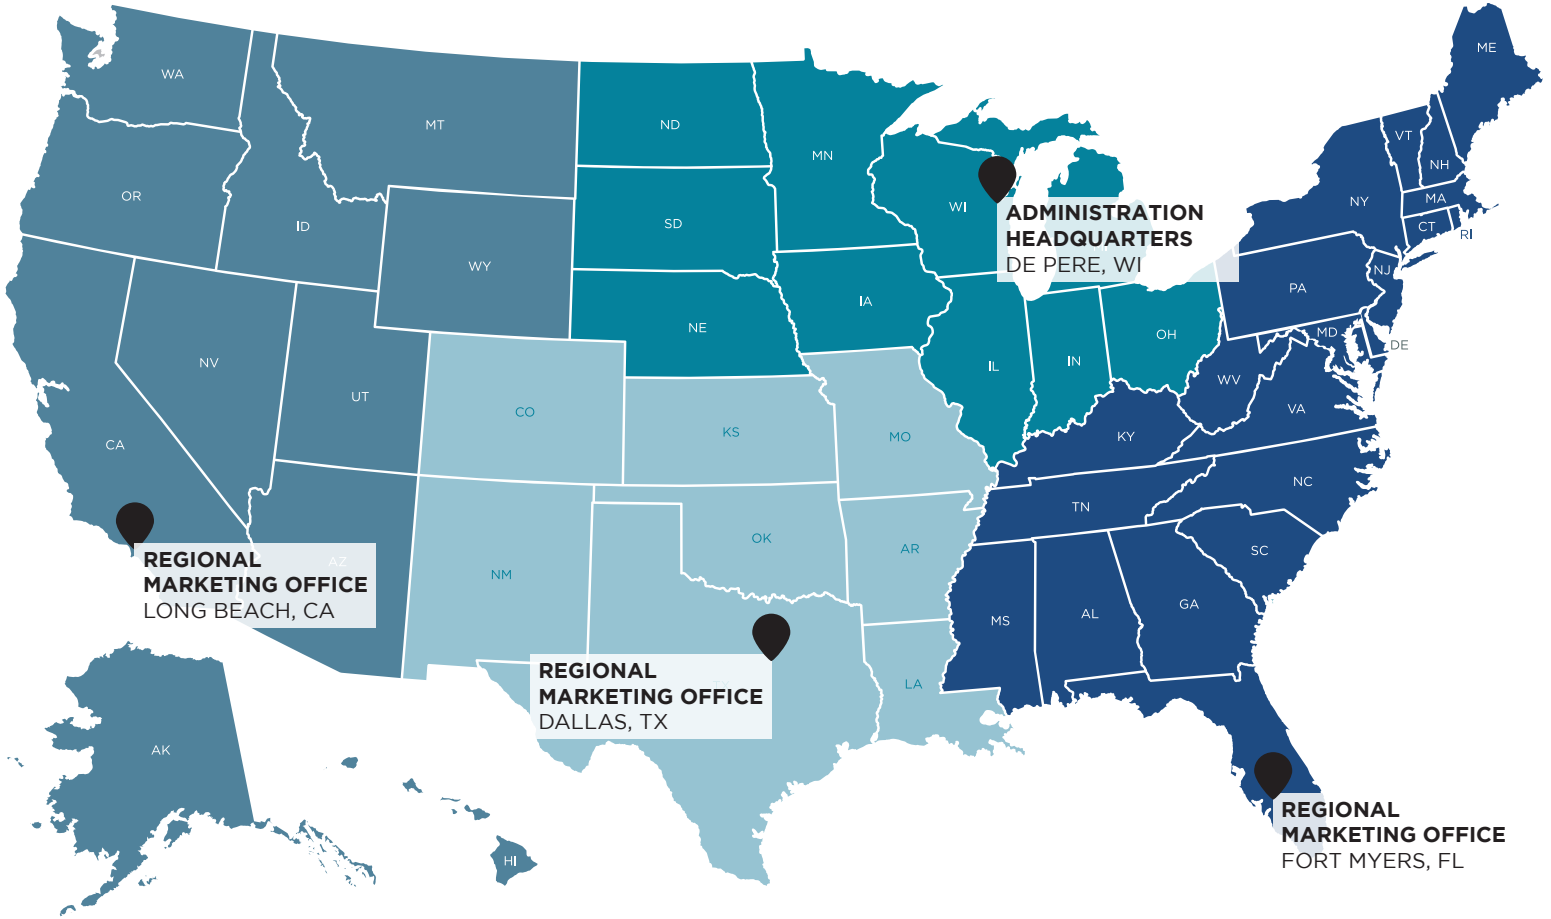 ME
WA
MT
ND
VT
MN
NH
OR
SD
WI
NY
MA
ID
ADMINISTRATION
HEADQUARTERS
DE PERE, WI
CT
RI
WY
NJ
PA
IA
NE
MD
OH
DE
NV
IL
IN
UT
WV
CO
VA
KS
MO
KY
CA
NC
TN
OK
AR
SC
REGIONAL
MARKETING OFFICE
LONG BEACH, CA
AZ
NM
GA
AL
MS
REGIONAL
MARKETING OFFICE
DALLAS, TX
TX
LA
AK
REGIONAL
MARKETING OFFICE
FORT MYERS, FL
HI